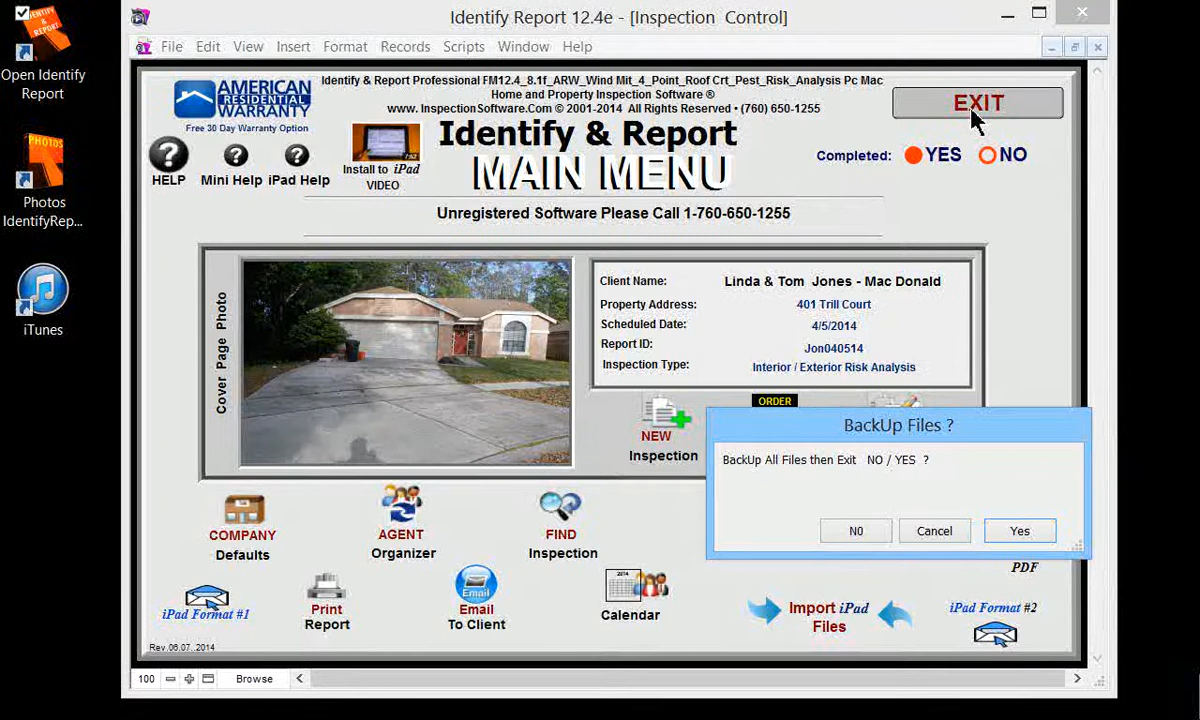 Identify Report 12.4e - [Inspection Control]
File Edit View Insert Format Records Scripts Window Help
Open Identify
Report
PHOTOS
Photos
IdentifyRep...
iTunes
AMERICAN
RESIDENTIAL
WARRANTY
Free 30 Day Warranty Option
Identify & Report Professional FM12.4_8.1f_ARW_Wind Mit_4_Point_Roof Crt_Pest_Risk_Analysis Pc Mac
Home and Property Inspection Software ®
www. InspectionSoftware.Com © 2001-2014 All Rights Reserved • (760) 650-1255
EXIT
Completed: YES NO
HELP
Mini Help
iPad Help
Install to iPad
VIDEO
Identify & Report
MAIN MENU
Unregistered Software Please Call 1-760-650-1255
Cover Page Photo
Client Name: Linda & Tom Jones - Mac Donald
Property Address: 401 Trill Court
Scheduled Date: 4/5/2014
Report ID: Jon040514
Inspection Type: Interior / Exterior Risk Analysis
NEW
Inspection
ORDER
BackUp Files ?
BackUp All Files then Exit NO / YES ?
N0 Cancel Yes
COMPANY
Defaults
AGENT
Organizer
FIND
Inspection
PDF
iPad Format #1
Print
Report
Email
Email
To Client
2014
Calendar
Import iPad
Files
iPad Format #2
Rev.06.07..2014
100 Browse